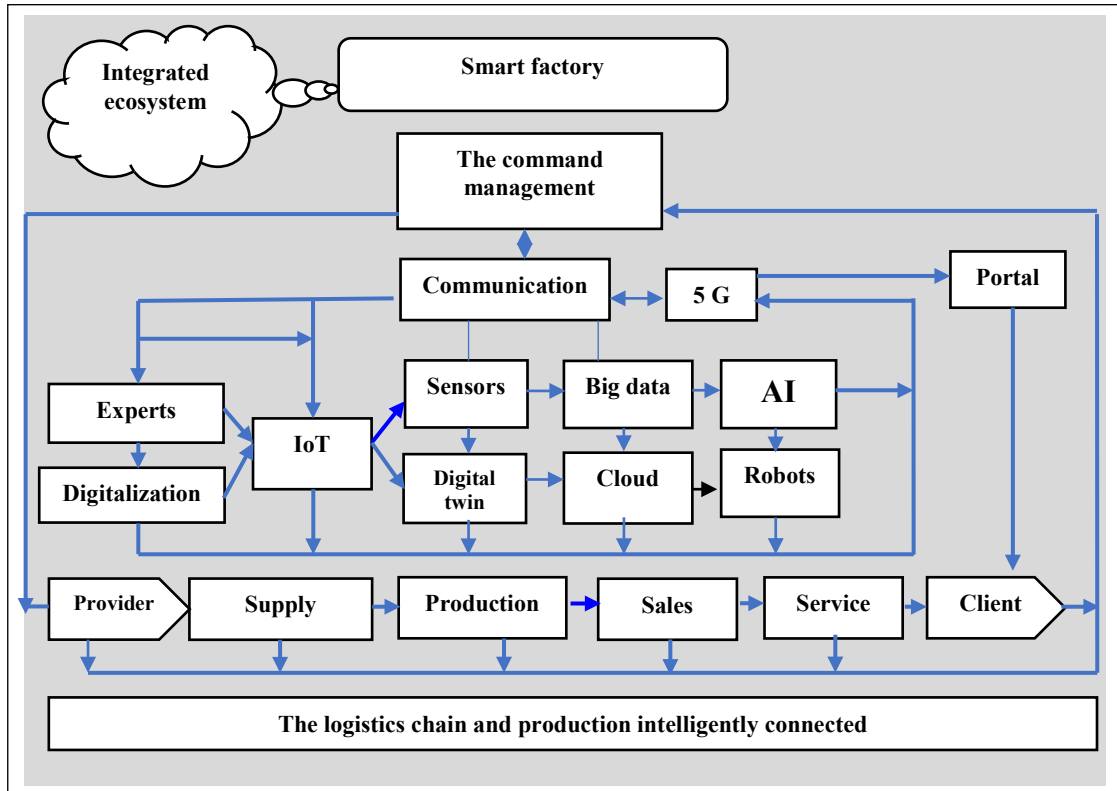 Integrated
ecosystem
Smart factory
The command
management
Communication
5 G
Portal
Sensors
Big data
AI
Experts
IoT
Digitalization
Digital
twin
Cloud
Robots
Provider
Supply
Production
Sales
Service
Client
The logistics chain and production intelligently connected